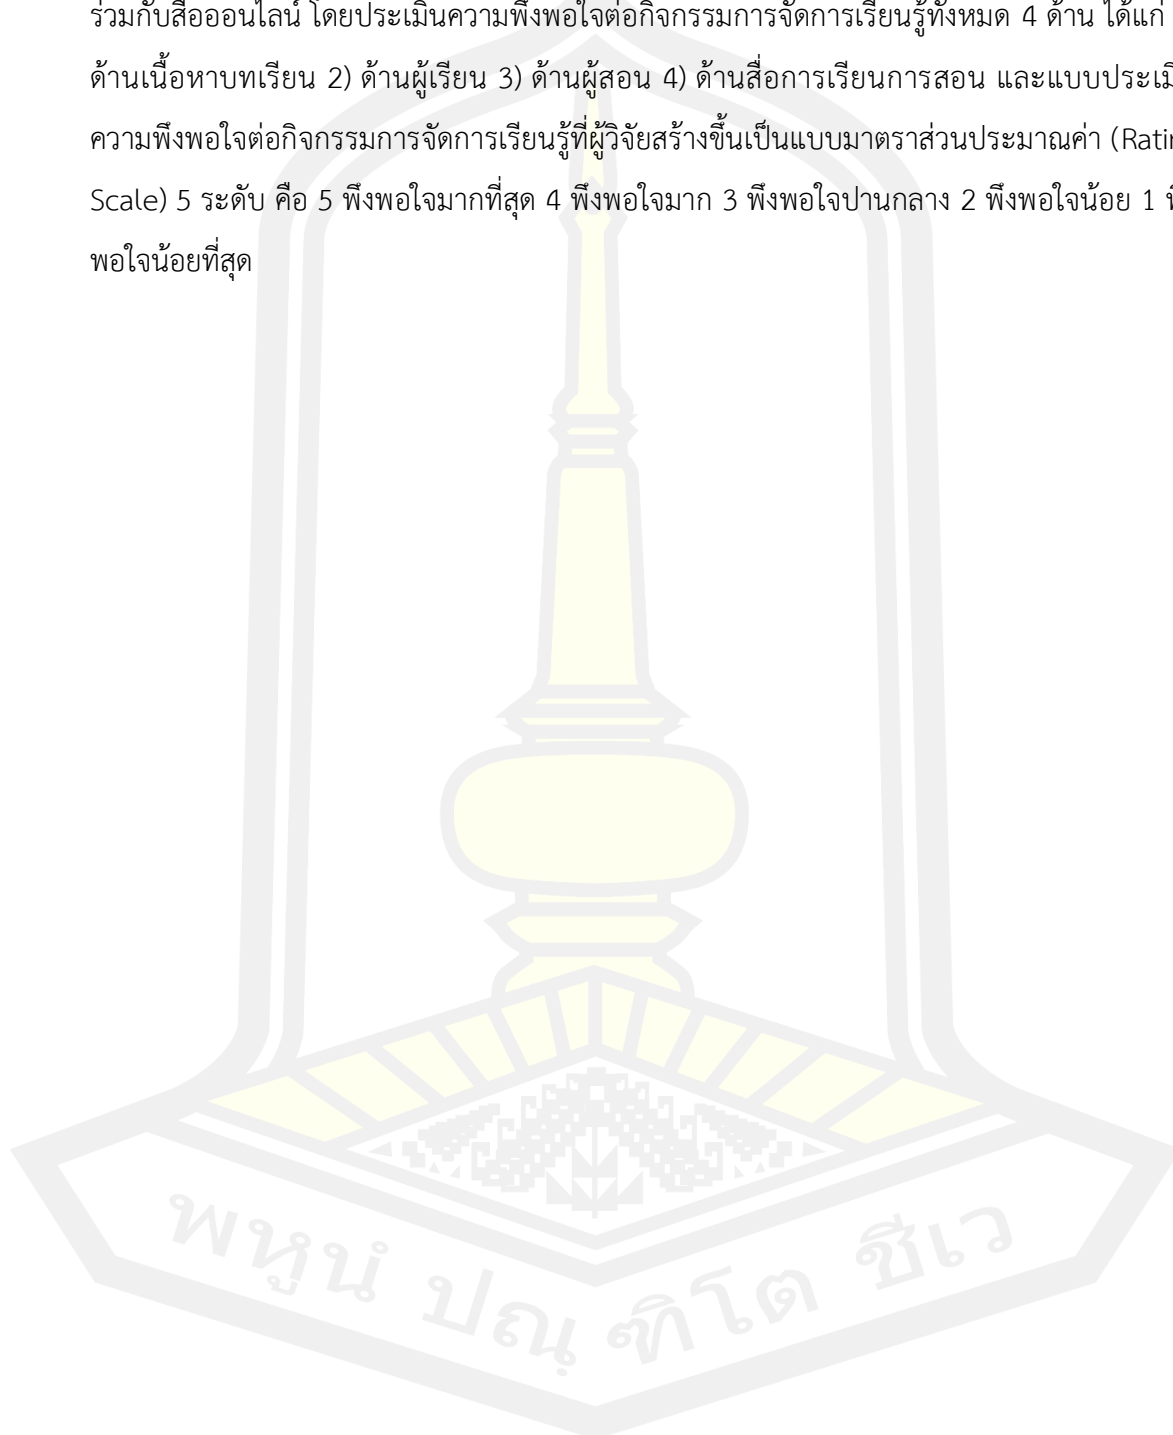 ร่วมกับสื่อออนไลน์ โดยประเมินความพึงพอใจต่อกิจกรรมการจัดการเรียนรู้ทั้งหมด 4 ด้าน ได้แก่
ด้านเนื้อหาบทเรียน 2) ด้านผู้เรียน 3) ด้านผู้สอน 4) ด้านสื่อการเรียนการสอน และแบบประเมิ
ความพึงพอใจต่อกิจกรรมการจัดการเรียนรู้ที่ผู้วิจัยสร้างขึ้นเป็นแบบมาตราส่วนประมาณค่า (Ratin
Scale) 5 ระดับ คือ 5 พึงพอใจมากที่สุด 4 พึงพอใจมาก 3 พึงพอใจปานกลาง 2 พึงพอใจน้อย 1
พอใจน้อยที่สุด
พหูนํ ปณฺฑิโต ชีเว